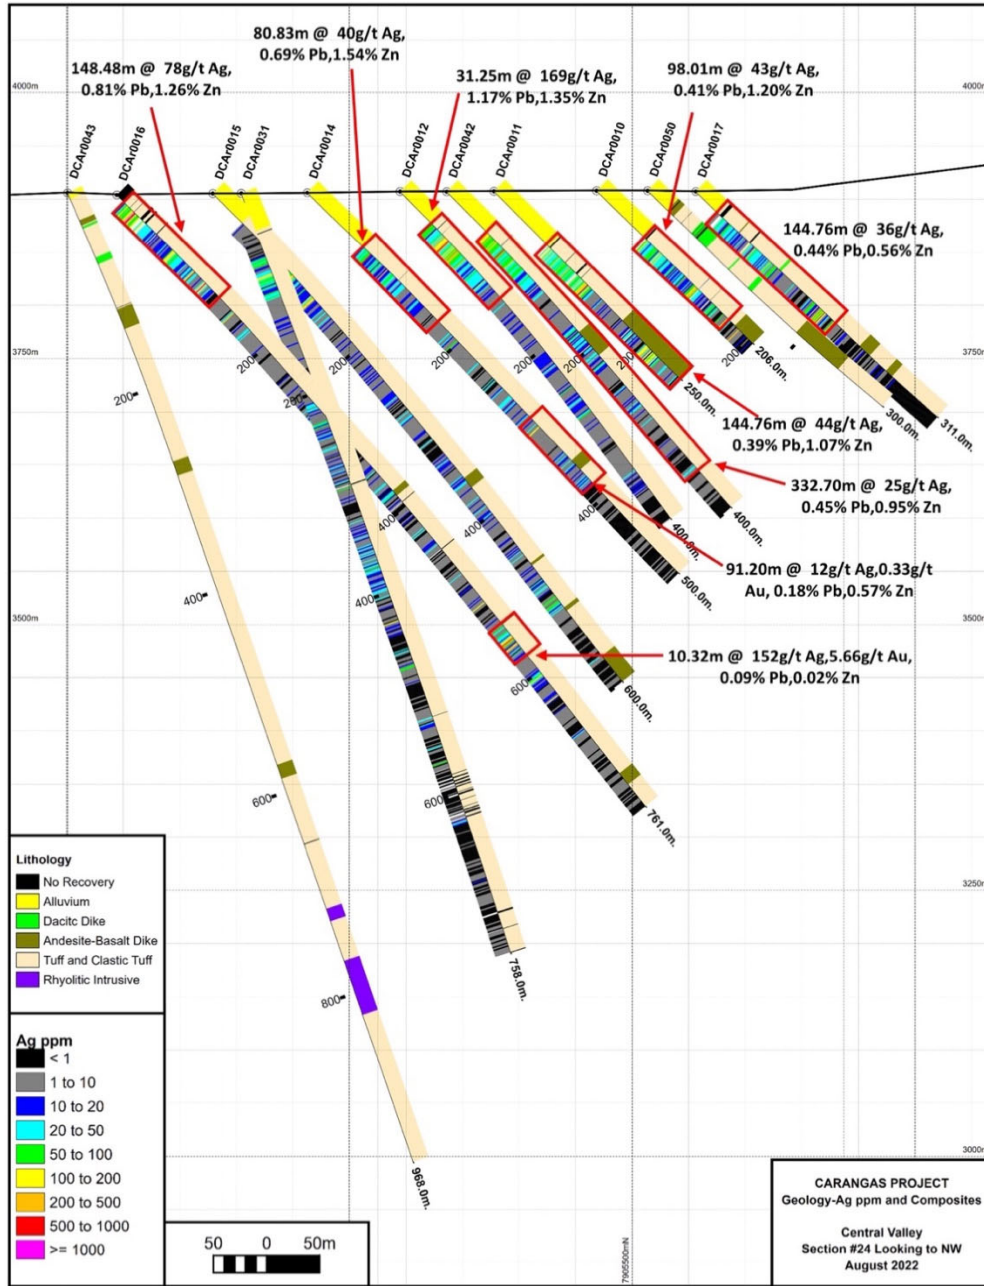 80.83m @ 40g/t Ag,
0.69% Pb,1.54% Zn
148.48m @ 78g/t Ag,
0.81% Pb,1.26% Zn
31.25m @ 169g/t Ag,
1.17% Pb,1.35% Zn
98.01m @ 43g/t Ag,
0.41% Pb,1.20% Zn
4000m
4000m
DCAr0043
DCAr0016
DCAr0015
DCAr0031
DCAr0014
DCAr0012
DCAr0042
DCAr0011
DCAr0010
DCAr0050
DCAr0017
144.76m @ 36g/t Ag,
0.44% Pb,0.56% Zn
3750m
3750m
200
200
200
200
200
200
200
200
206.0m.
250.0m.
300.0m.
311.0m.
144.76m @ 44g/t Ag,
0.39% Pb,1.07% Zn
332.70m @ 25g/t Ag,
0.45% Pb,0.95% Zn
400
400
400
400.0m.
400.0m.
500.0m.
91.20m @ 12g/t Ag,0.33g/t
Au, 0.18% Pb,0.57% Zn
400
400
3500m
3500m
10.32m @ 152g/t Ag,5.66g/t Au,
0.09% Pb,0.02% Zn
600
600.0m.
600
600
761.0m.
3250m
3250m
758.0m.
800
3000m
968.0m.
Lithology
No Recovery
Alluvium
Dacitc Dike
Andesite-Basalt Dike
Tuff and Clastic Tuff
Rhyolitic Intrusive
Ag ppm
< 1
1 to 10
10 to 20
20 to 50
50 to 100
100 to 200
200 to 500
500 to 1000
>= 1000
50 0 50m
7905500mN
CARANGAS PROJECT
Geology-Ag ppm and Composites
Central Valley
Section #24 Looking to NW
August 2022